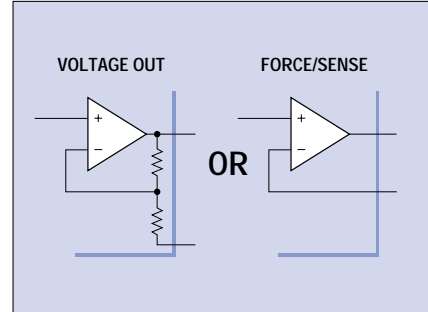 VOLTAGE OUT
FORCE/SENSE
+
−
OR
+
−